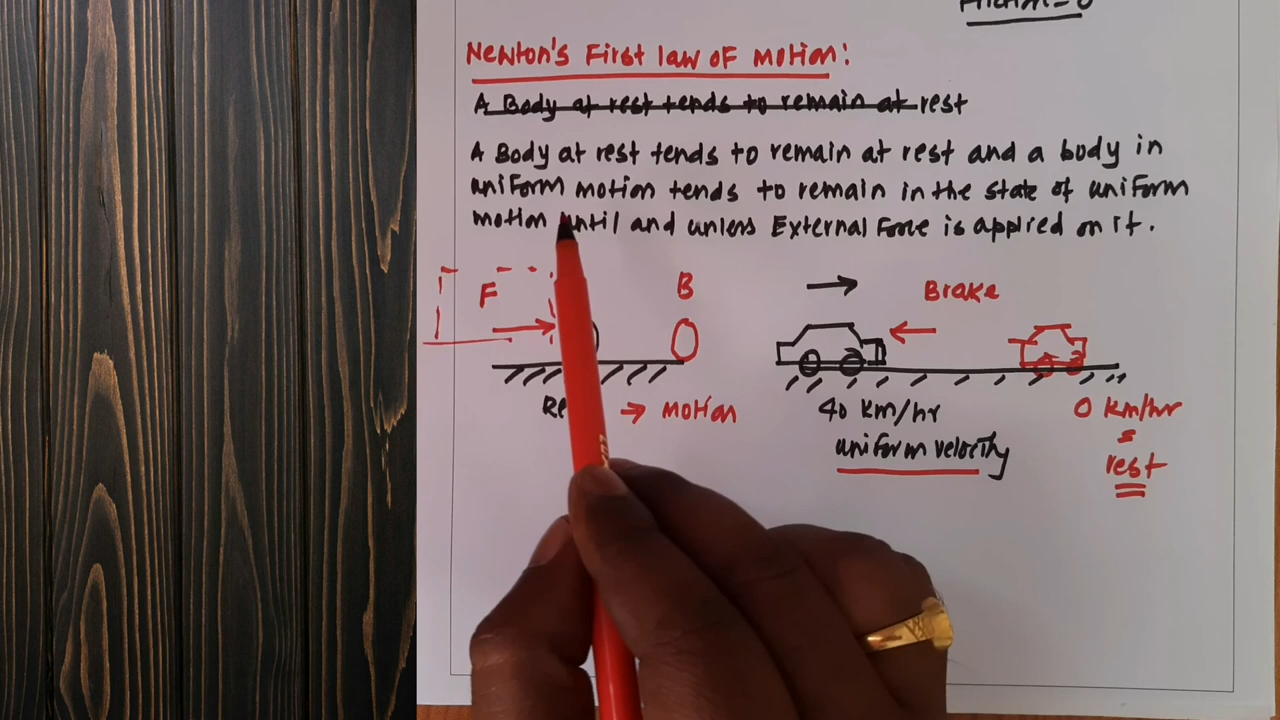 Newton's First law of motion:
A Body at rest tends to remain at rest
A Body at rest tends to remain at rest and a body in
uniform motion tends to remain in the state of uniform
motion until and unless External Force is applied on it.
F
B
Brake
→ motion
40 km/hr
0 km/hr
uniform velocity
=
rest